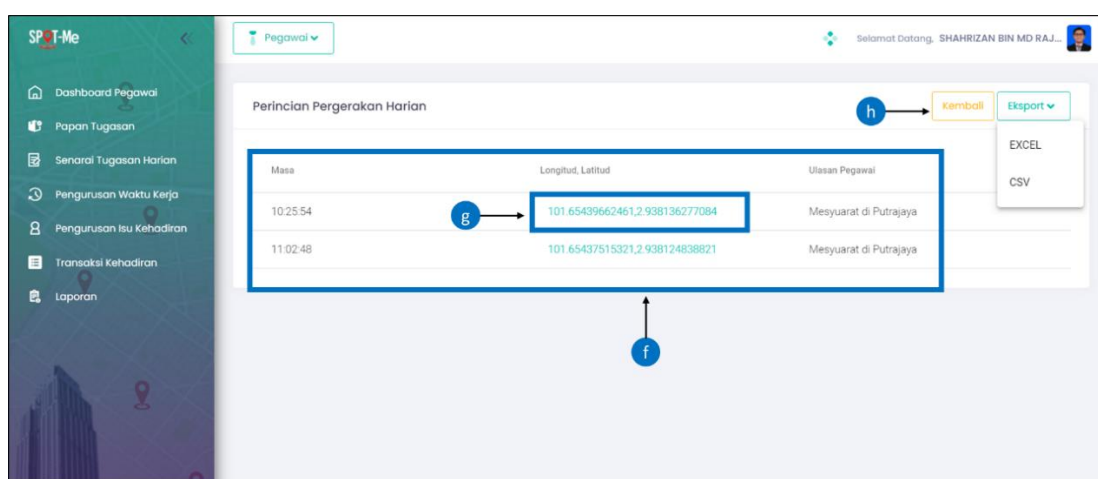 SPOT-Me
Pegawai
Selamat Datang, SHAHRIZAN BIN MD RAJ...
Dashboard Pegawai
Papan Tugasan
Senarai Tugasan Harian
Pengurusan Waktu Kerja
Pengurusan Isu Kehadiran
Transaksi Kehadiran
Laporan
Perincian Pergerakan Harian
h
Kembali
Eksport
EXCEL
CSV
Masa
Longitud, Latitud
Ulasan Pegawai
10:25:54
g
101.65439662461,2.938136277084
Mesyuarat di Putrajaya
11:02:48
101.65437515321,2.938124838821
Mesyuarat di Putrajaya
f